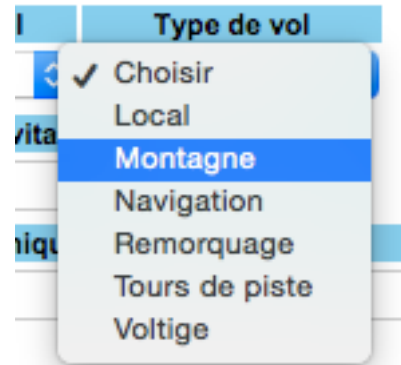 Type de vol
✓ Choisir
Local
Montagne
Navigation
Remorquage
Tours de piste
Voltige